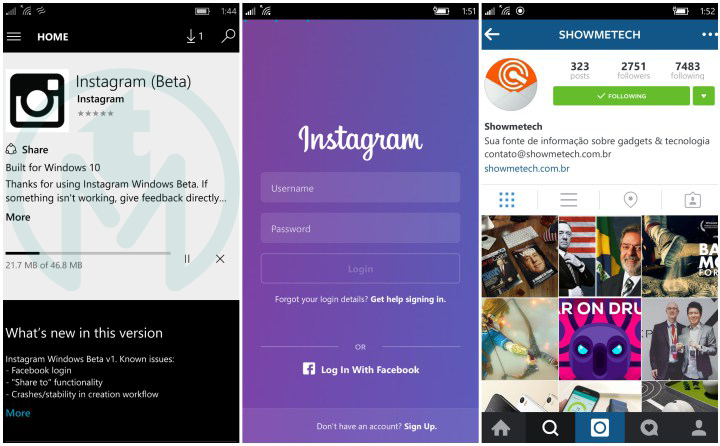 1:44
HOME
1
Instagram (Beta)
Instagram
Share
Built for Windows 10
Thanks for using Instagram Windows Beta. If
something isn't working, give feedback directly...
More
21.7 MB of 46.8 MB
What's new in this version
Instagram Windows Beta v1. Known issues:
- Facebook login
- "Share to" functionality
- Crashes/stability in creation workflow
More
1:51
Instagram
Username
Password
Login
Forgot your login details? Get help signing in.
OR
Log In With Facebook
Don't have an account? Sign Up.
1:52
SHOWMETECH
323 2751 7483
posts followers following
FOLLOWING
Showmetech
Sua fonte de informação sobre gadgets & tecnologia
contato@showmetech.com.br
showmetech.com.br
BA
MO
FOR
R ON DRU